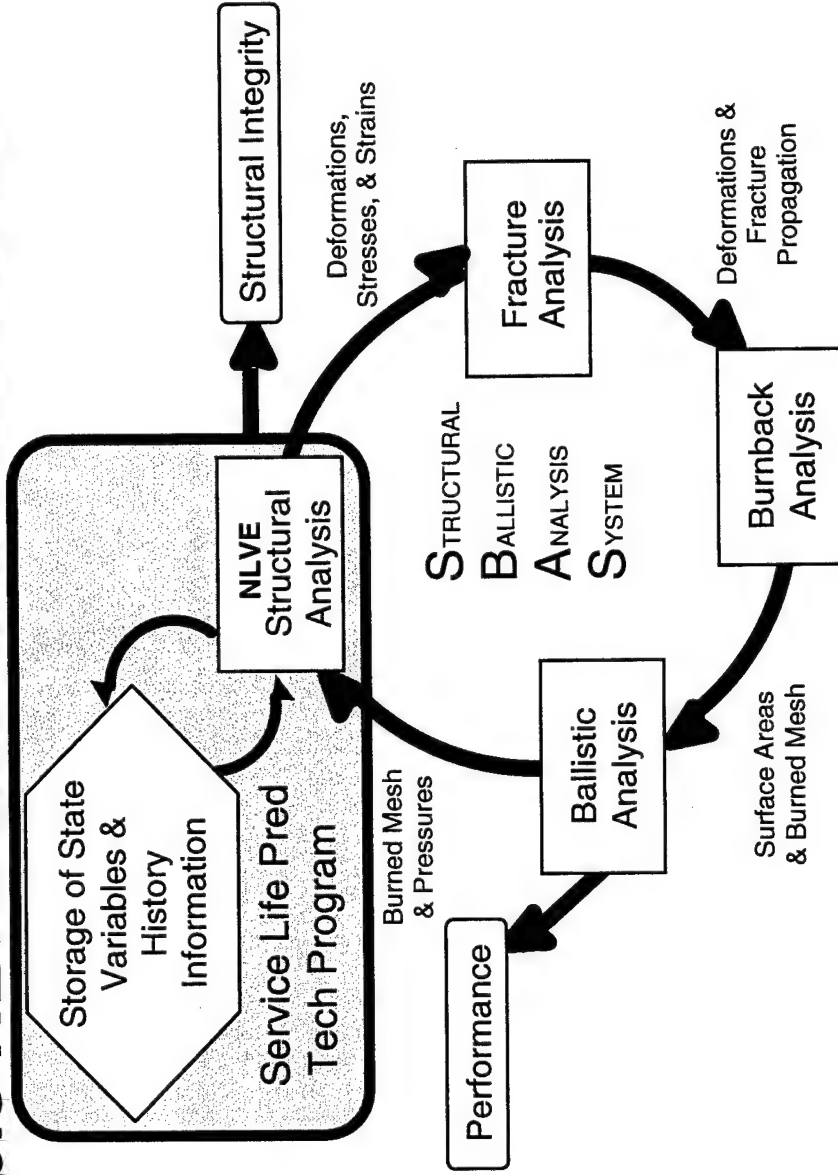 Storage of State
Variables &
History
Information
Service Life Pred
Tech Program
NLVE
Structural
Analysis
Structural Integrity
Deformations,
Stresses, & Strains
Fracture
Analysis
Deformations &
Fracture
Propagation
Burnback
Analysis
Surface Areas
& Burned Mesh
Ballistic
Analysis
Burned Mesh
& Pressures
Performance
STRUCTURAL
BALLISTIC
ANALYSIS
SYSTEM